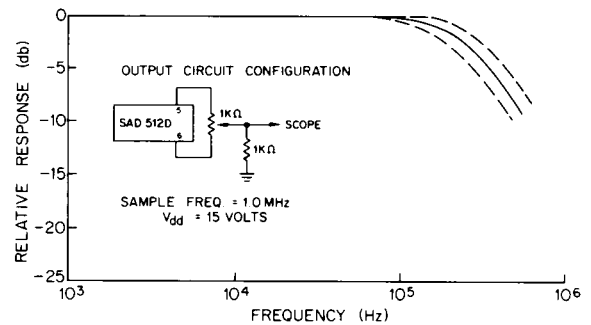 RELATIVE RESPONSE (db)
-0
-5
-10
-15
-20
-25
OUTPUT CIRCUIT CONFIGURATION
SAD 512D
5
6
1KΩ
SCOPE
1KΩ
SAMPLE FREQ. = 1.0 MHz
Vdd = 15 VOLTS
10³
10⁴
10⁵
10⁶
FREQUENCY (Hz)